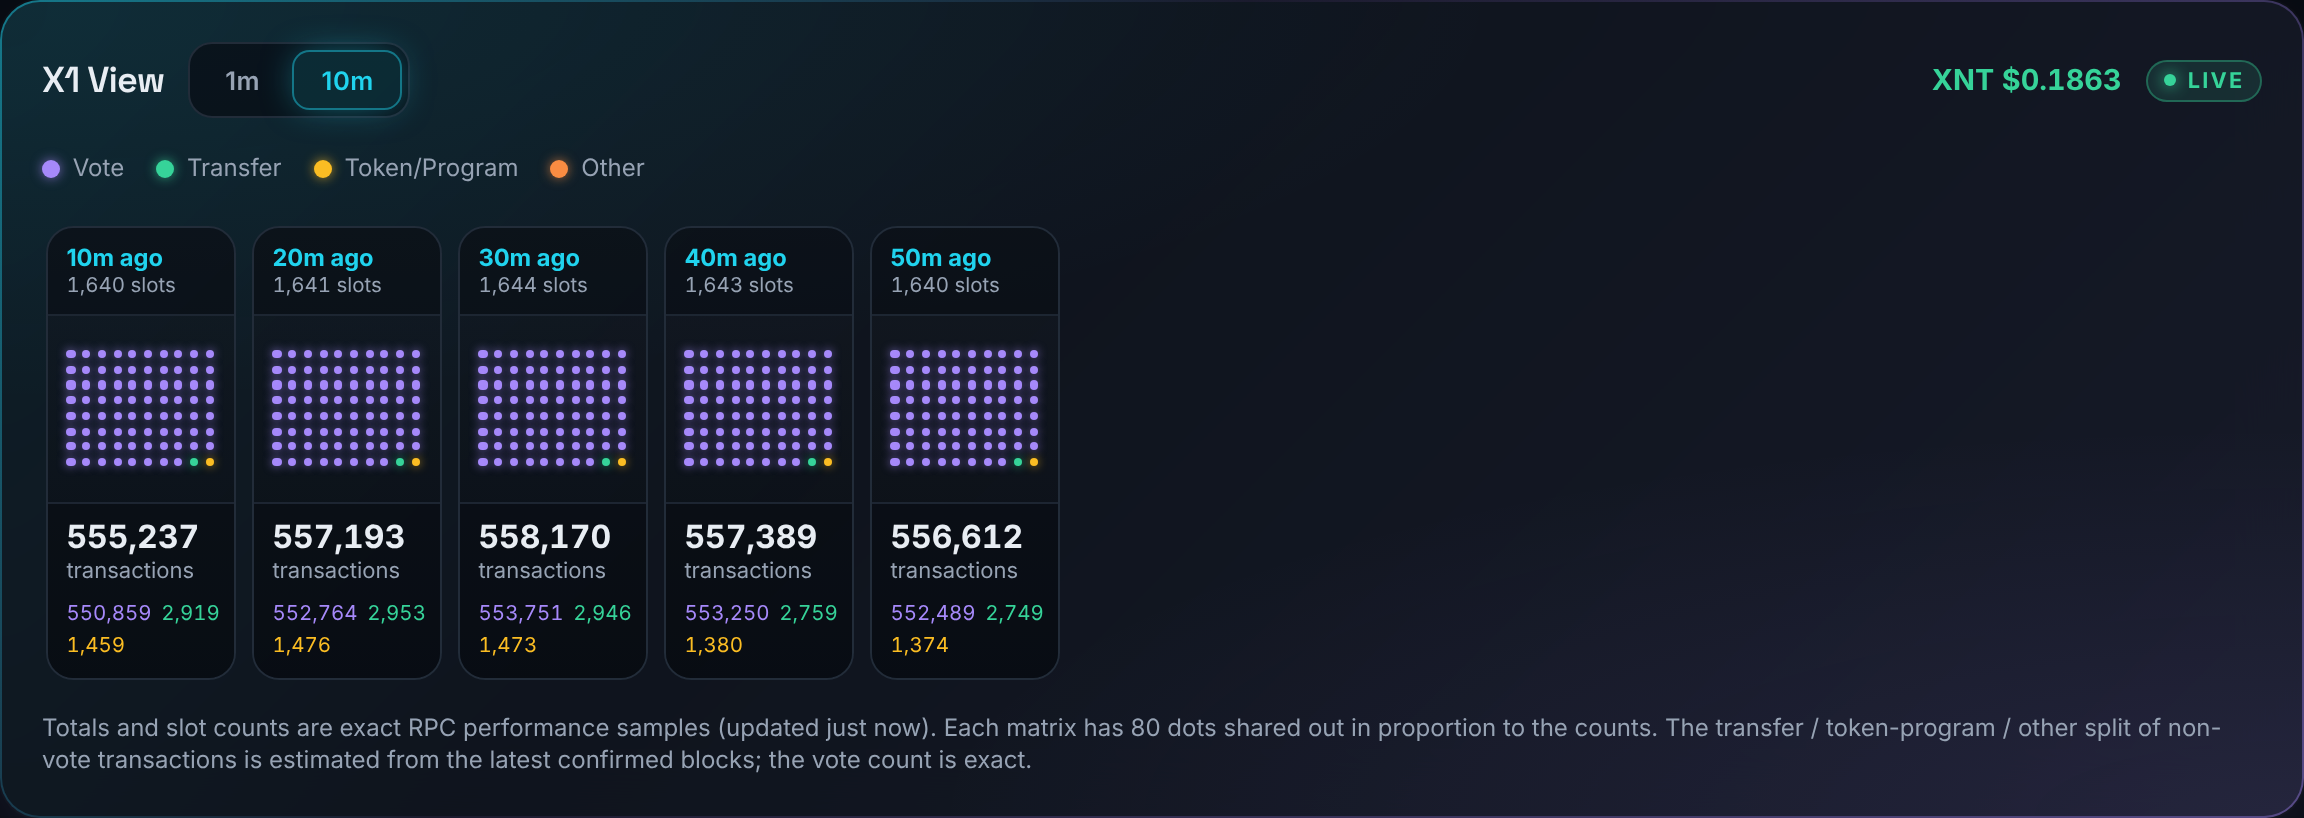 X1 View 1m 10m XNT $0.1863 LIVE
Vote Transfer Token/Program Other
10m ago
1,640 slots
555,237
transactions
550,859 2,919
1,459
20m ago
1,641 slots
557,193
transactions
552,764 2,953
1,476
30m ago
1,644 slots
558,170
transactions
553,751 2,946
1,473
40m ago
1,643 slots
557,389
transactions
553,250 2,759
1,380
50m ago
1,640 slots
556,612
transactions
552,489 2,749
1,374
Totals and slot counts are exact RPC performance samples (updated just now). Each matrix has 80 dots shared out in proportion to the counts. The transfer / token-program / other split of non-
vote transactions is estimated from the latest confirmed blocks; the vote count is exact.